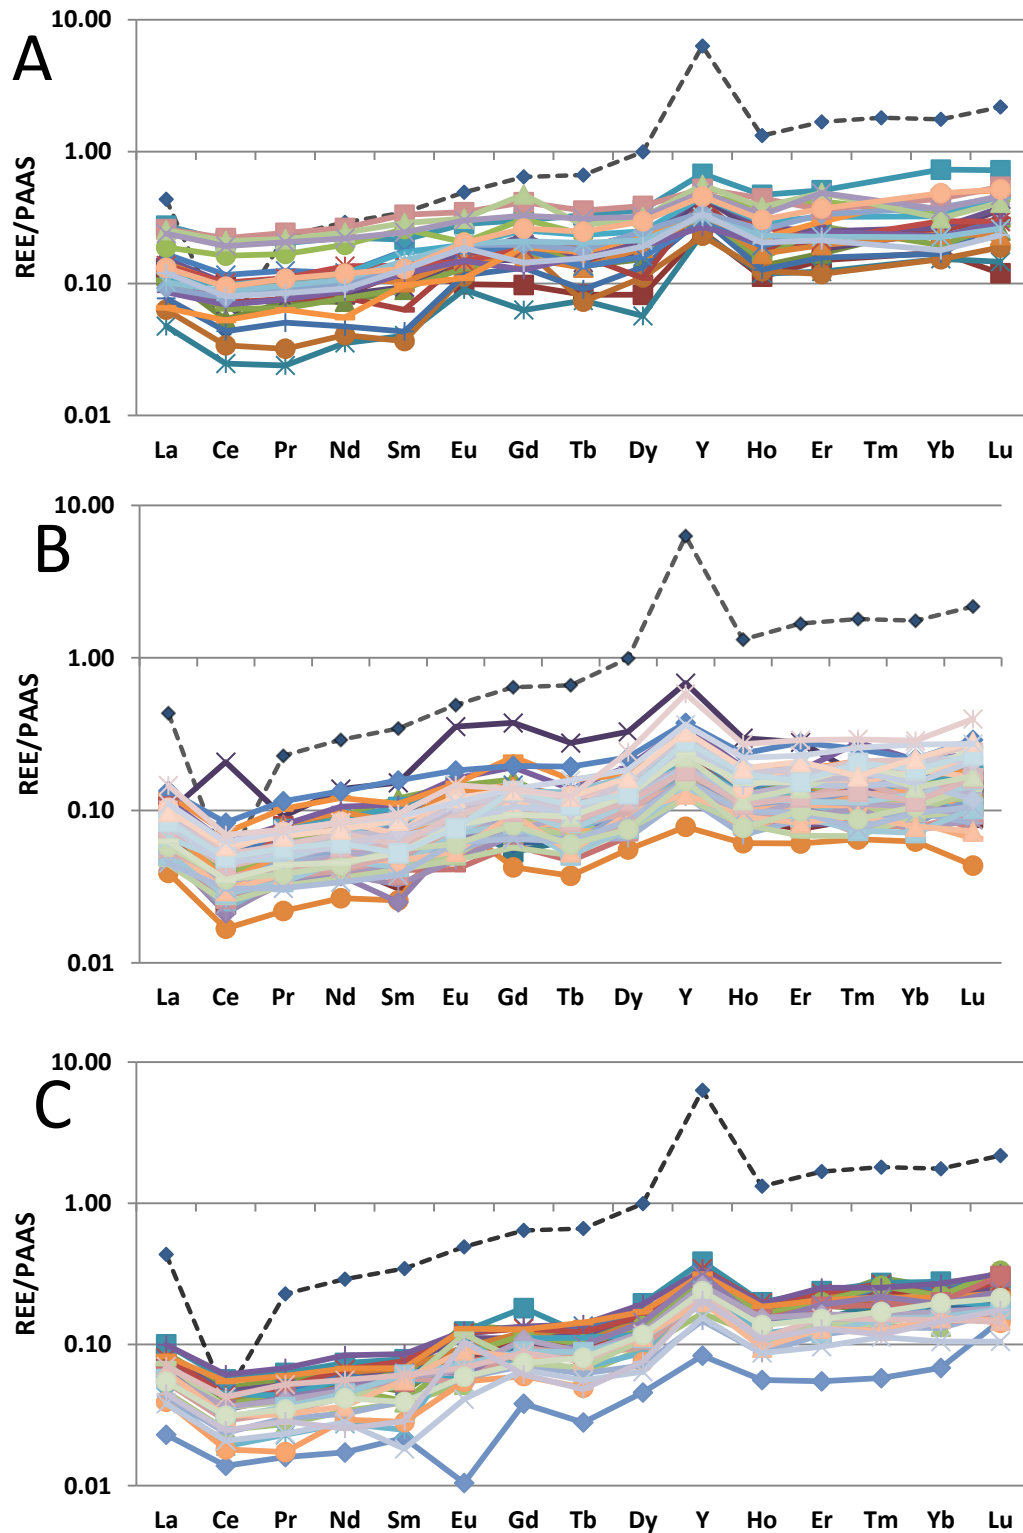 A
10.00
1.00
0.10
0.01
REE/PAAS
La Ce Pr Nd Sm Eu Gd Tb Dy Y Ho Er Tm Yb Lu
B
10.00
1.00
0.10
0.01
REE/PAAS
La Ce Pr Nd Sm Eu Gd Tb Dy Y Ho Er Tm Yb Lu
C
10.00
1.00
0.10
0.01
REE/PAAS
La Ce Pr Nd Sm Eu Gd Tb Dy Y Ho Er Tm Yb Lu